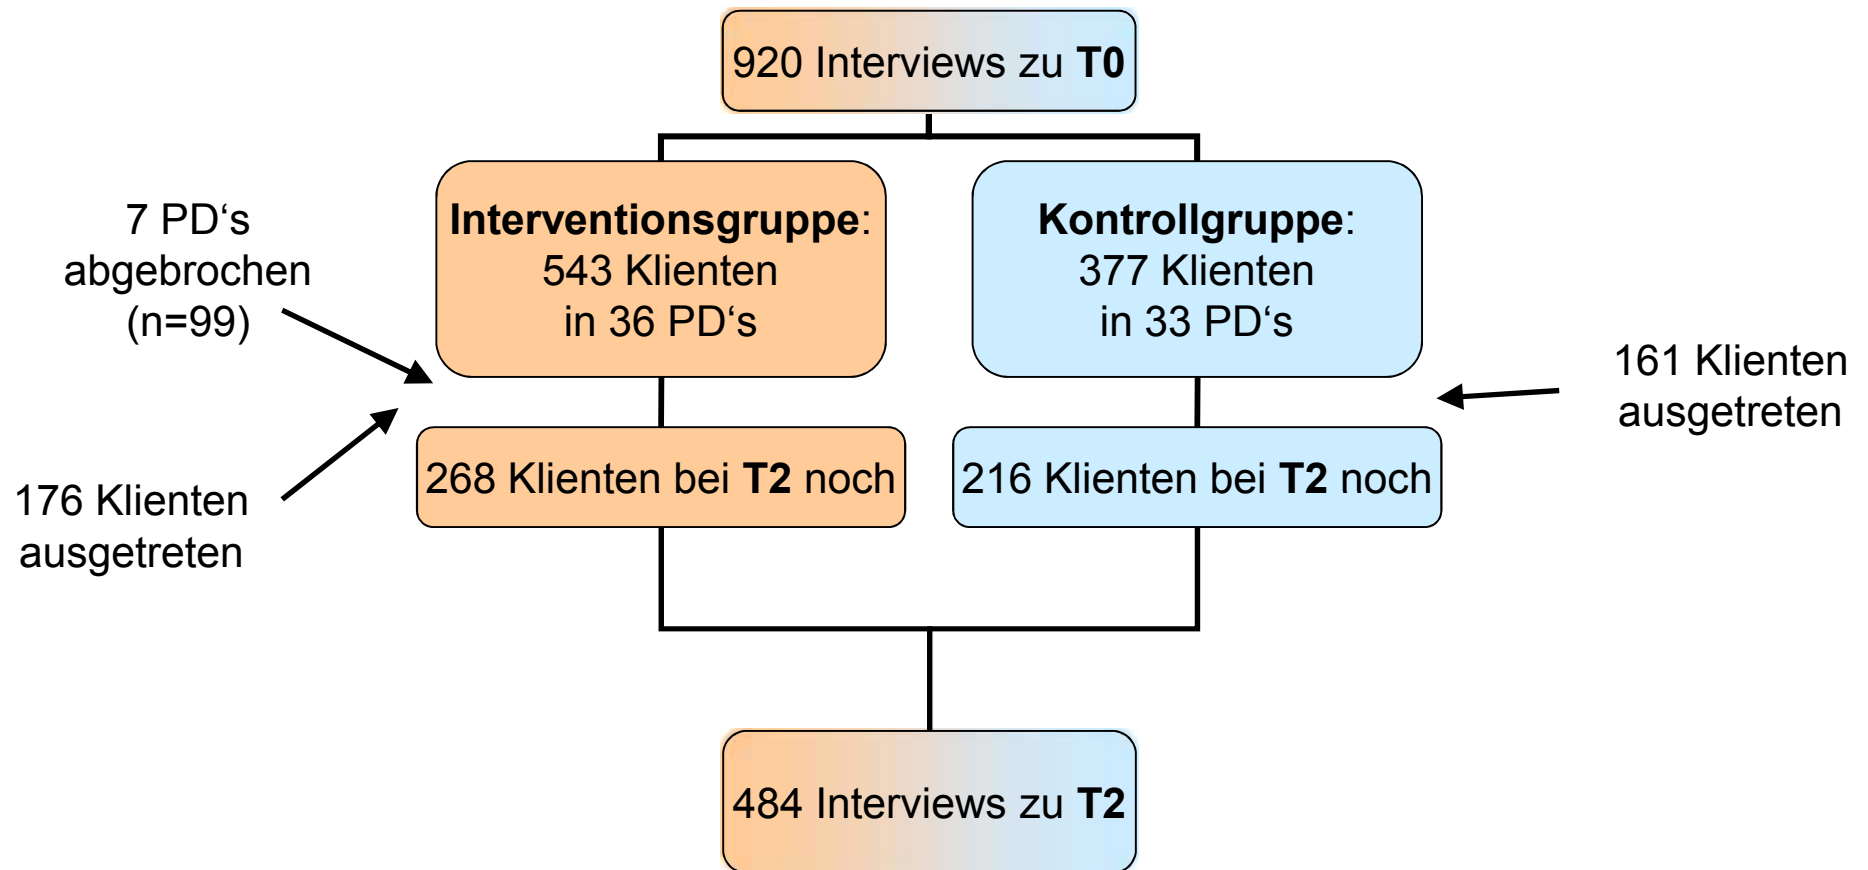 920 Interviews zu T0
Interventionsgruppe:
543 Klienten
in 36 PD‘s
Kontrollgruppe:
377 Klienten
in 33 PD‘s
7 PD‘s
abgebrochen
(n=99)
161 Klienten
ausgetreten
268 Klienten bei T2 noch
216 Klienten bei T2 noch
176 Klienten
ausgetreten
484 Interviews zu T2